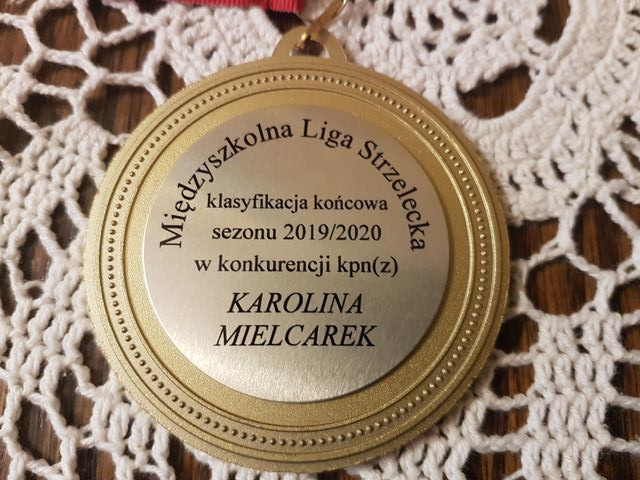 Międzyszkolna Liga Strzelecka
klasyfikacja końcowa
sezonu 2019/2020
w konkurencji kpn(z)
KAROLINA
MIELCAREK